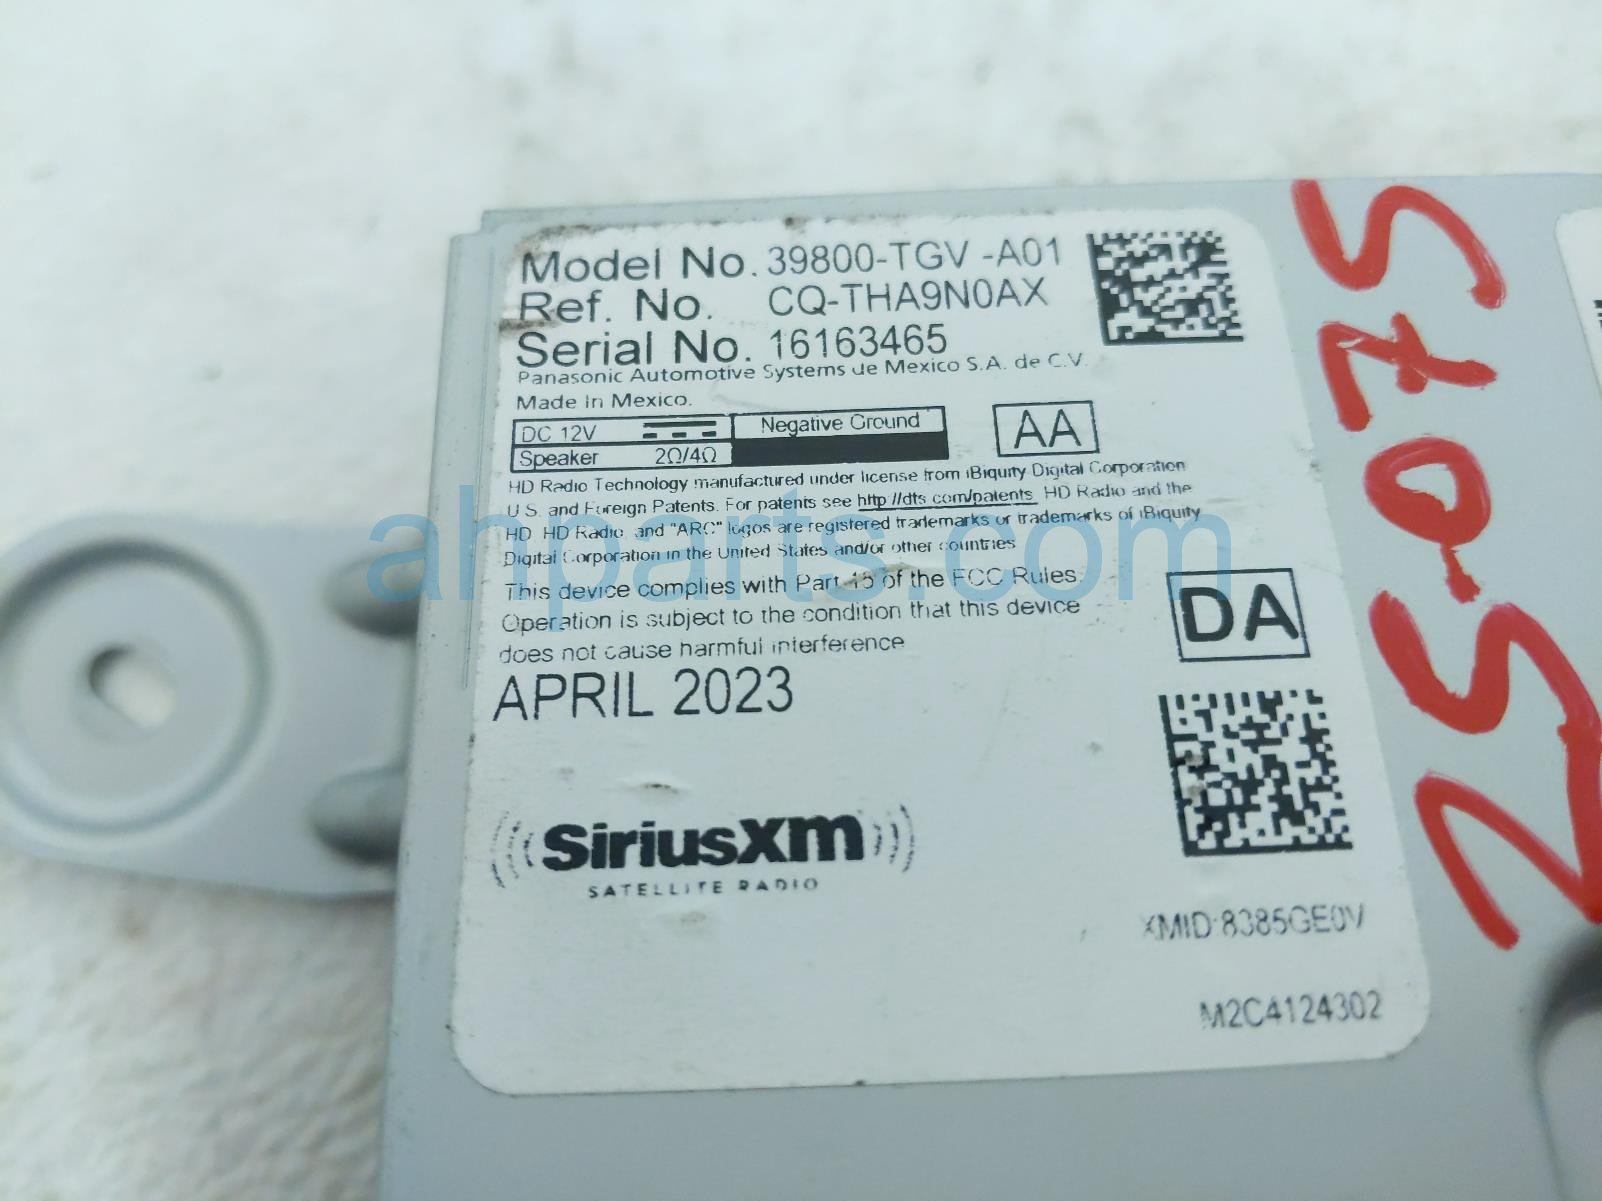 Model No. 39800-TGV -A01
Ref. No. CQ-THA9N0AX
Serial No. 16163465
Panasonic Automotive Systems de Mexico S.A. de C.V.
Made in Mexico.
DC 12V Negative Ground
Speaker 2Ω/4Ω
AA
HD Radio Technology manufactured under license from iBiquity Digital Corporation
U.S. and Foreign Patents. For patents see http://dts.com/patents. HD Radio and the
HD, HD Radio, and "ARC" logos are registered trademarks or trademarks of iBiquity
Digital Corporation in the United States and/or other countries
This device complies with Part 15 of the FCC Rules.
Operation is subject to the condition that this device
does not cause harmful interference
DA
APRIL 2023
SiriusXm
SATELLITE RADIO
XMID:8385GE0V
M2C4124302
25-075
ahparts.com